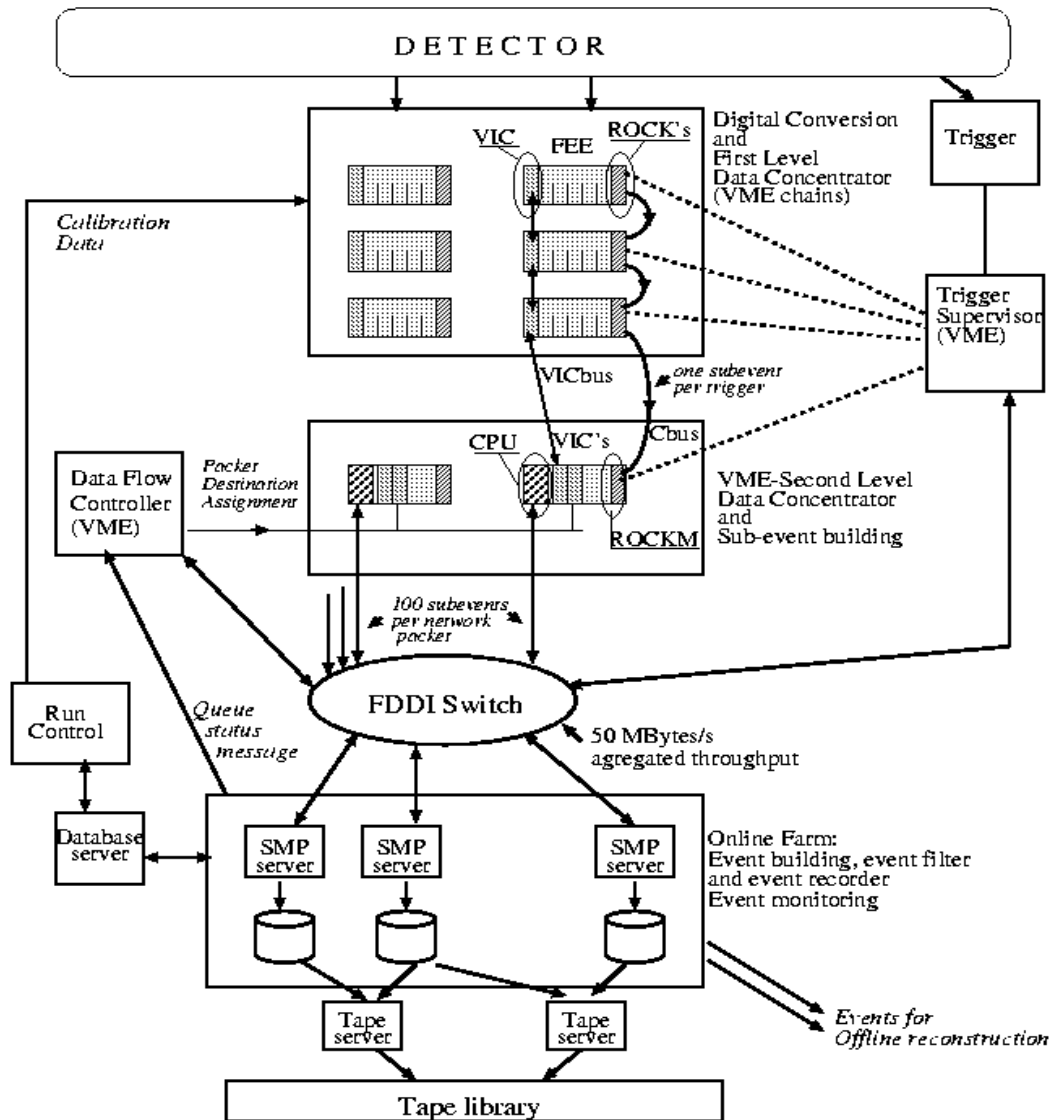 DETECTOR
VIC
FEE
ROCK's
Digital Conversion
and
First Level
Data Concentrator
(VME chains)
Trigger
Calibration
Data
Trigger
Supervisor
(VME)
VICbus
one subevent
per trigger
CPU
VIC's
Cbus
Data Flow
Controller
(VME)
Packet
Destination
Assignment
VME-Second Level
Data Concentrator
and
Sub-event building
ROCKM
100 subevents
per network
packet
FDDI Switch
Run
Control
Queue
status
message
50 MBytes/s
agregated throughput
Database
server
SMP
server
SMP
server
SMP
server
Online Farm:
Event building, event filter
and event recorder
Event monitoring
Tape
server
Tape
server
Events for
Offline reconstruction
Tape library